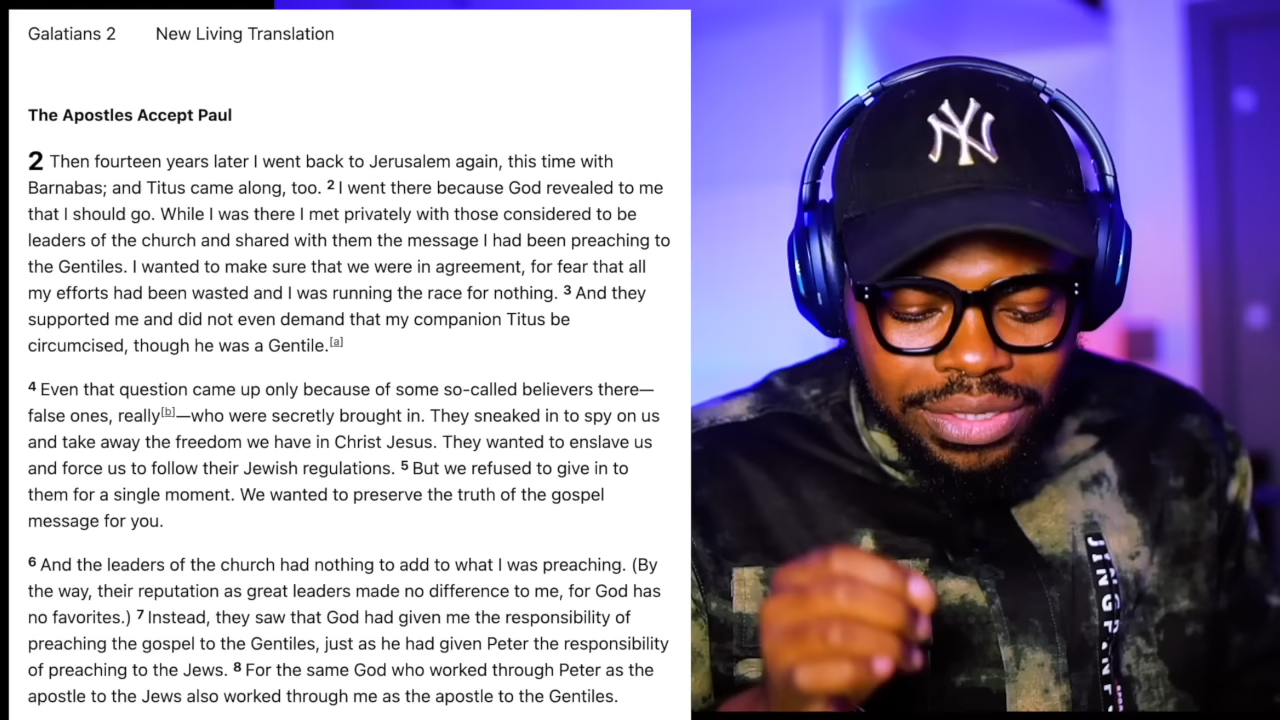 Galatians 2 New Living Translation
The Apostles Accept Paul
2 Then fourteen years later I went back to Jerusalem again, this time with
Barnabas; and Titus came along, too. 2 I went there because God revealed to me
that I should go. While I was there I met privately with those considered to be
leaders of the church and shared with them the message I had been preaching to
the Gentiles. I wanted to make sure that we were in agreement, for fear that all
my efforts had been wasted and I was running the race for nothing. 3 And they
supported me and did not even demand that my companion Titus be
circumcised, though he was a Gentile.[a]
4 Even that question came up only because of some so-called believers there—
false ones, really[b]—who were secretly brought in. They sneaked in to spy on us
and take away the freedom we have in Christ Jesus. They wanted to enslave us
and force us to follow their Jewish regulations. 5 But we refused to give in to
them for a single moment. We wanted to preserve the truth of the gospel
message for you.
6 And the leaders of the church had nothing to add to what I was preaching. (By
the way, their reputation as great leaders made no difference to me, for God has
no favorites.) 7 Instead, they saw that God had given me the responsibility of
preaching the gospel to the Gentiles, just as he had given Peter the responsibility
of preaching to the Jews. 8 For the same God who worked through Peter as the
apostle to the Jews also worked through me as the apostle to the Gentiles.
NY